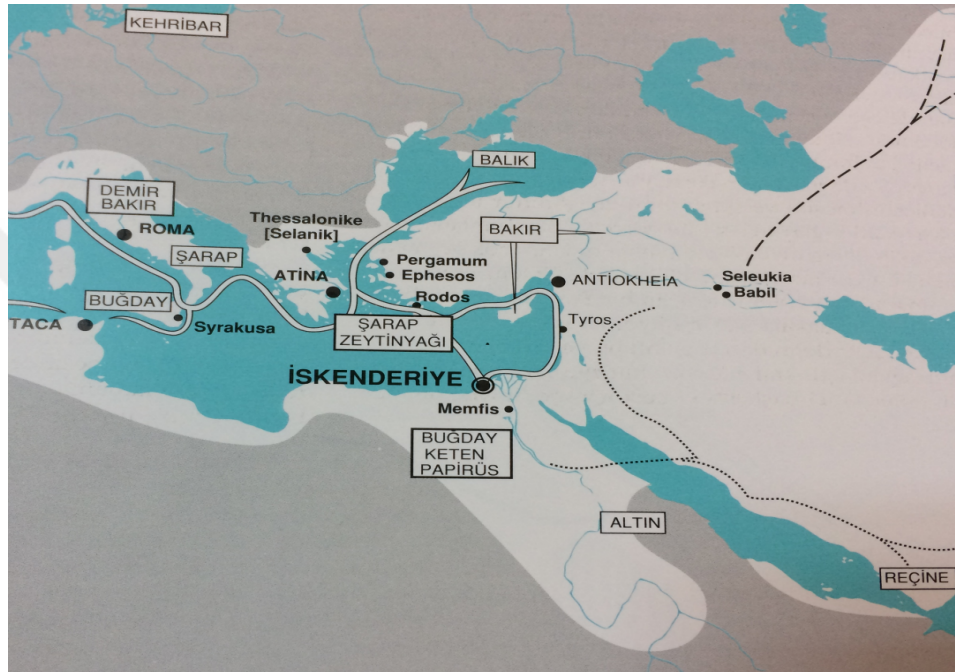 KEHRİBAR
BALIK
DEMİR
BAKIR
ROMA
Thessalonike
[Selanik]
ŞARAP
BAKIR
Pergamum
Ephesos
ATİNA
ANTİOKHEİA
Seleukia
Babil
BUĞDAY
Rodos
TACA
Syrakusa
ŞARAP
ZEYTİNYAĞI
Tyros
İSKENDERİYE
Memfis
BUĞDAY
KETEN
PAPİRÜS
ALTIN
REÇİNE